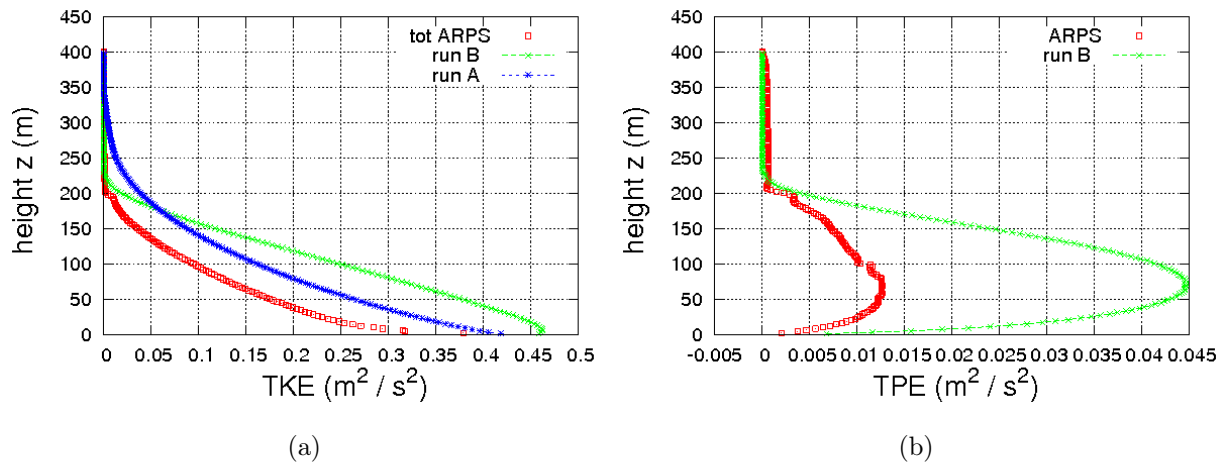 450
400
350
300
250
200
150
100
50
0
height z (m)
tot ARPS
run B
run A
0 0.05 0.1 0.15 0.2 0.25 0.3 0.35 0.4 0.45 0.5
TKE (m² / s²)
(a)
450
400
350
300
250
200
150
100
50
0
height z (m)
ARPS
run B
-0.005 0 0.005 0.01 0.015 0.02 0.025 0.03 0.035 0.04 0.045
TPE (m² / s²)
(b)